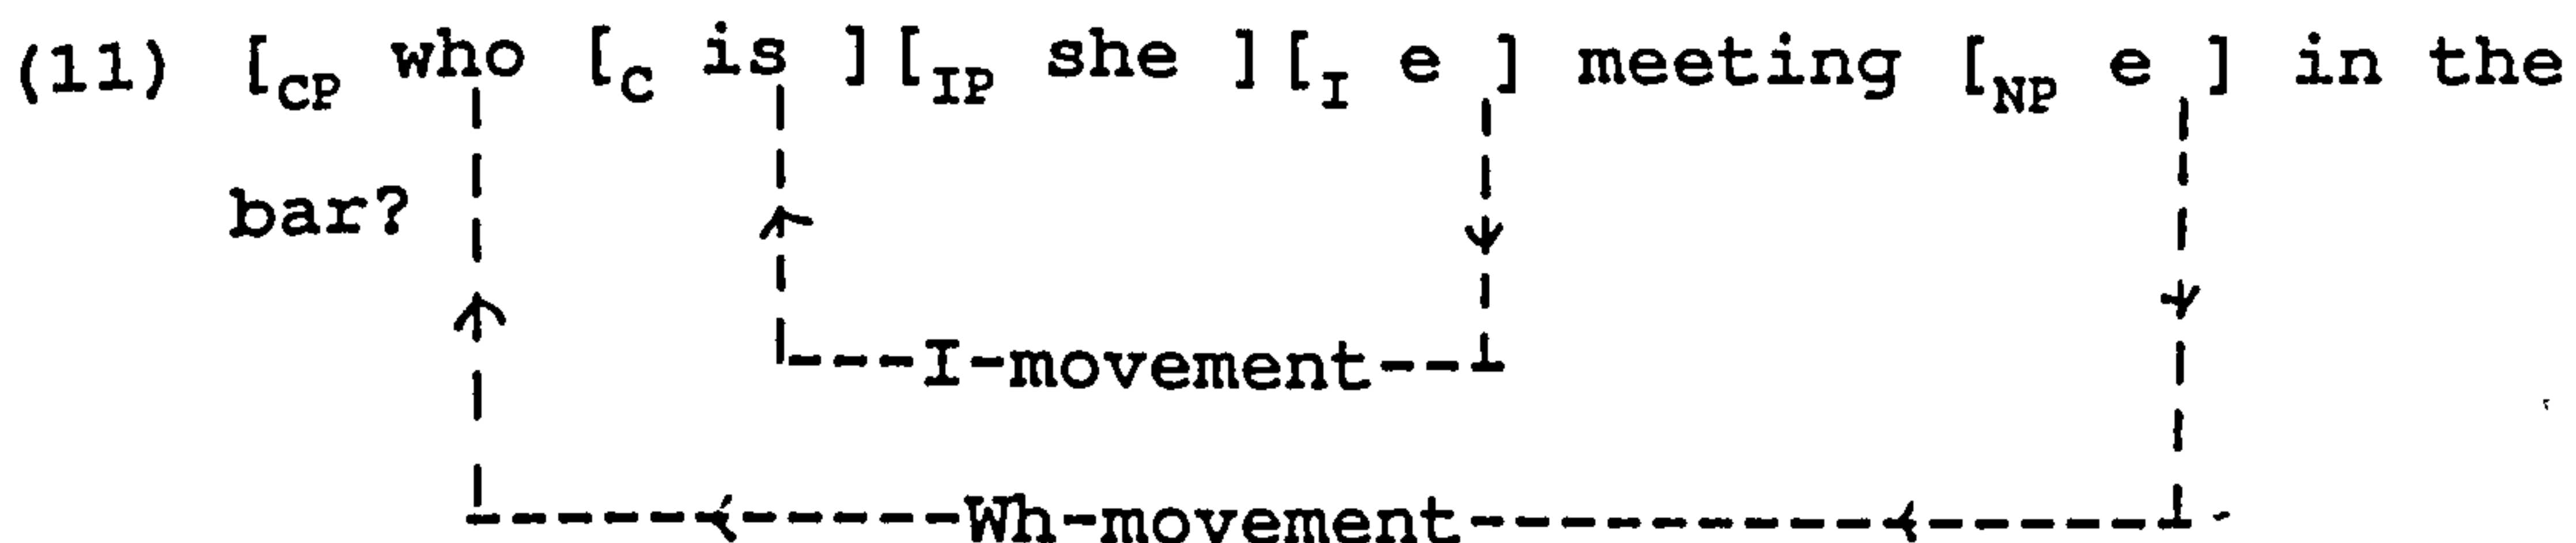 (11) [CP who [C is ][IP she ][I e ] meeting [NP e ] in the
bar?
I-movement
Wh-movement